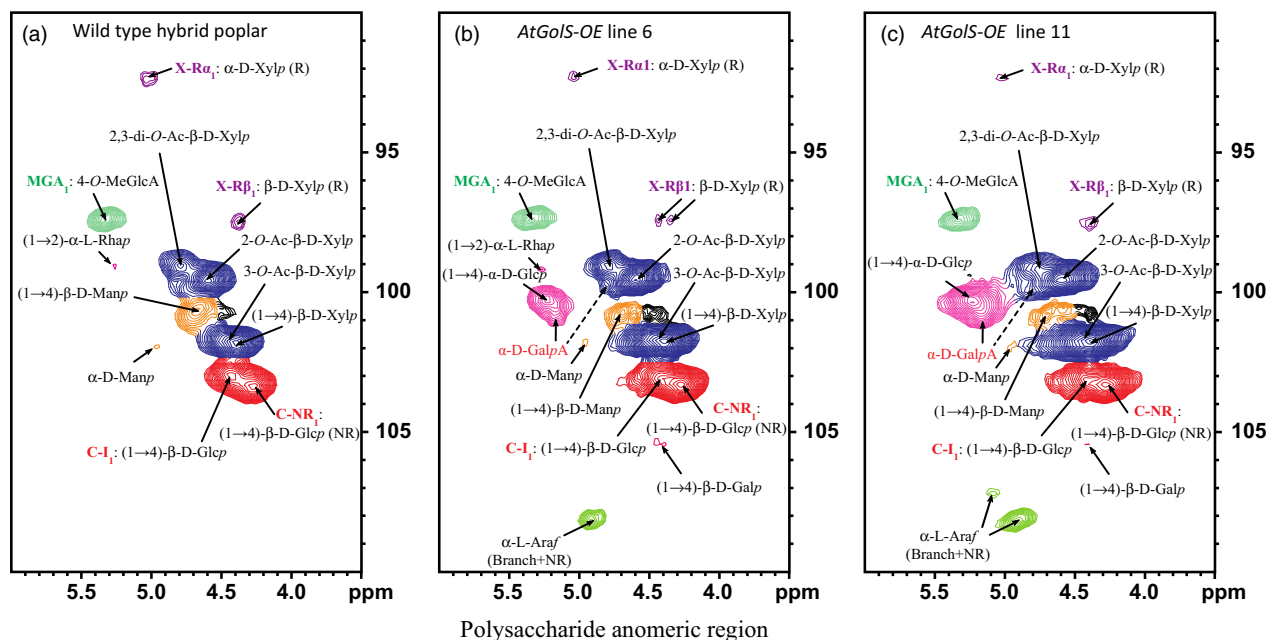 (a) Wild type hybrid poplar
X-Rα₁: α-D-Xylp (R)
2,3-di-O-Ac-β-D-Xylp
95
MGA₁: 4-O-MeGlcA
X-Rβ₁: β-D-Xylp (R)
(1→2)-α-L-Rhap
2-O-Ac-β-D-Xylp
3-O-Ac-β-D-Xylp
(1→4)-β-D-Manp
100
(1→4)-β-D-Xylp
α-D-Manp
C-NR₁:
(1→4)-β-D-Glcp (NR)
C-I₁: (1→4)-β-D-Glcp
105
5.0 4.5 4.0 ppm
(b) AtGolS-OE line 6
X-Rα1: α-D-Xylp (R)
2,3-di-O-Ac-β-D-Xylp
95
MGA₁: 4-O-MeGlcA
X-Rβ1: β-D-Xylp (R)
(1→2)-α-L-Rhap
2-O-Ac-β-D-Xylp
(1→4)-α-D-Glcp
3-O-Ac-β-D-Xylp
100
(1→4)-β-D-Xylp
α-D-GalpA
α-D-Manp
(1→4)-β-D-Manp
C-NR₁:
(1→4)-β-D-Glcp (NR)
105
C-I₁: (1→4)-β-D-Glcp
(1→4)-β-D-Galp
α-L-Araf
(Branch+NR)
5.0 4.5 4.0 ppm
(c) AtGolS-OE line 11
X-Rα₁: α-D-Xylp (R)
2,3-di-O-Ac-β-D-Xylp
95
MGA₁: 4-O-MeGlcA
X-Rβ₁: β-D-Xylp (R)
2-O-Ac-β-D-Xylp
(1→4)-α-D-Glcp
3-O-Ac-β-D-Xylp
100
(1→4)-β-D-Xylp
α-D-GalpA
α-D-Manp
(1→4)-β-D-Manp
C-NR₁:
(1→4)-β-D-Glcp (NR)
105
C-I₁: (1→4)-β-D-Glcp
(1→4)-β-D-Galp
α-L-Araf
(Branch+NR)
5.0 4.5 4.0 ppm
Polysaccharide anomeric region